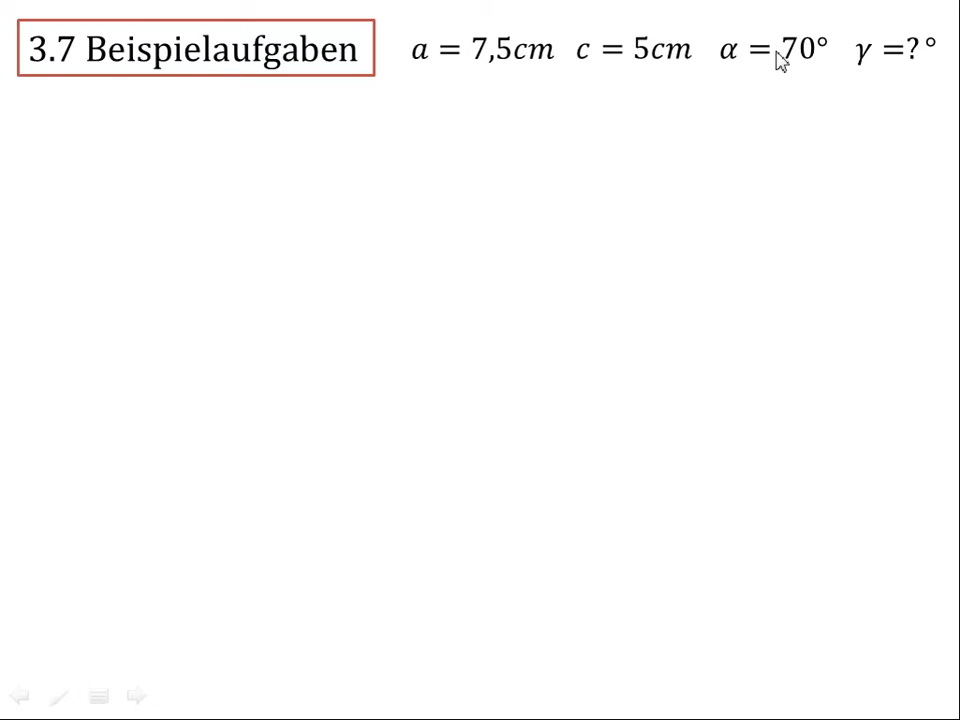 3.7 Beispielaufgaben a = 7,5cm c = 5cm α = 70° γ =? °